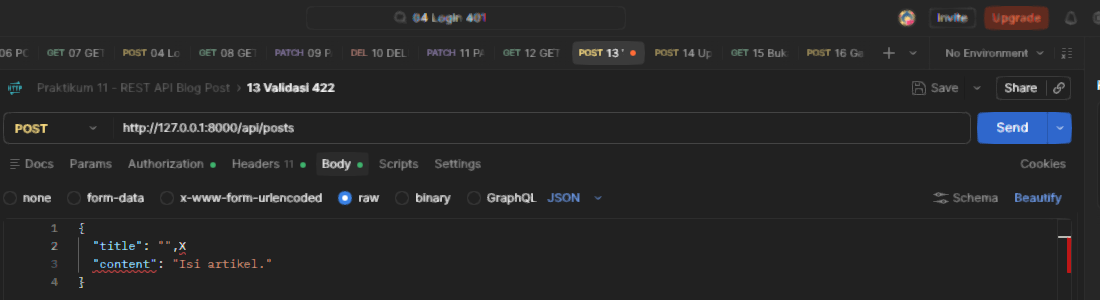 04 Login 401
Invite
Upgrade
06 PC GET 07 GET POST 04 Lo GET 08 GET PATCH 09 P. DEL 10 DEL PATCH 11 PA GET 12 GET POST 13 POST 14 Up GET 15 Buk POST 16 Ga No Environment
HTTP Praktikum 11 - REST API Blog Post > 13 Validasi 422 Save Share
POST http://127.0.0.1:8000/api/posts Send
Docs Params Authorization Headers 11 Body Scripts Settings Cookies
none form-data x-www-form-urlencoded raw binary GraphQL JSON Schema Beautify
1 {
2 "title": "",X
3 "content": "Isi artikel."
4 }